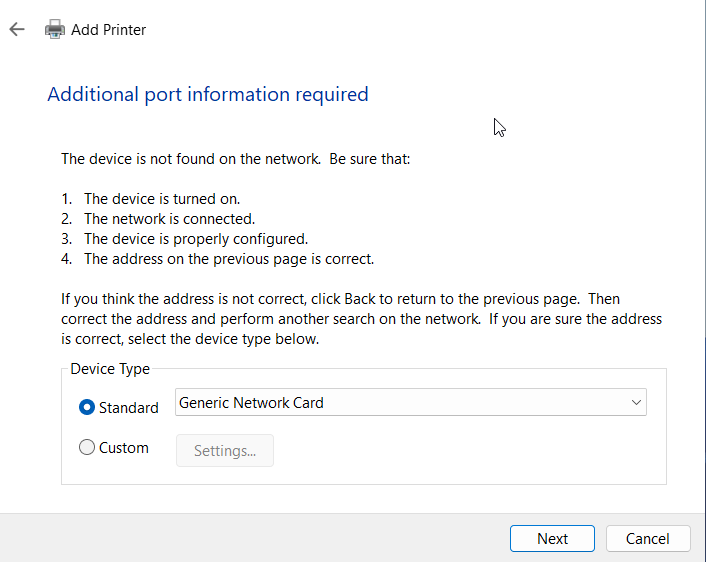 Add Printer
Additional port information required
The device is not found on the network.  Be sure that:
1.   The device is turned on.
2.   The network is connected.
3.   The device is properly configured.
4.   The address on the previous page is correct.
If you think the address is not correct, click Back to return to the previous page.  Then
correct the address and perform another search on the network.  If you are sure the address
is correct, select the device type below.
Device Type
Standard
Generic Network Card
Custom
Settings...
Next
Cancel